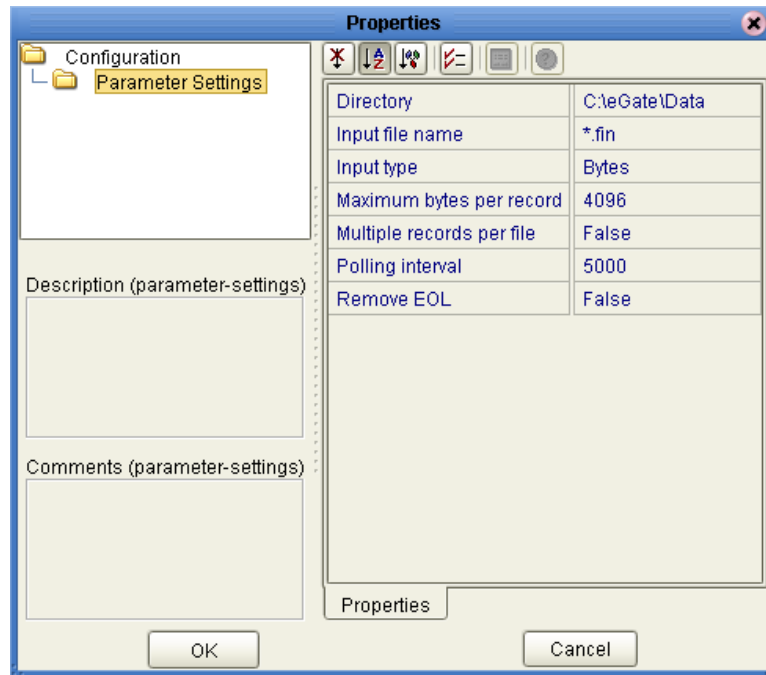 Properties
Configuration
Parameter Settings
Description (parameter-settings)
Comments (parameter-settings)
Directory C:\eGate\Data
Input file name *.fin
Input type Bytes
Maximum bytes per record 4096
Multiple records per file False
Polling interval 5000
Remove EOL False
Properties
OK
Cancel